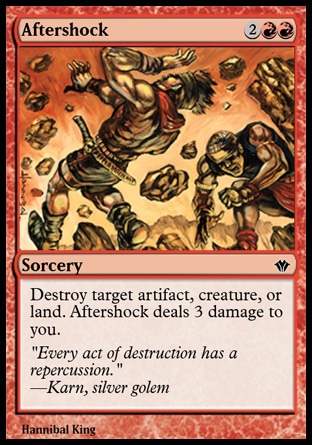 Aftershock 2
Sorcery
Destroy target artifact, creature, or
land. Aftershock deals 3 damage to
you.
"Every act of destruction has a
repercussion."
—Karn, silver golem
Hannibal King